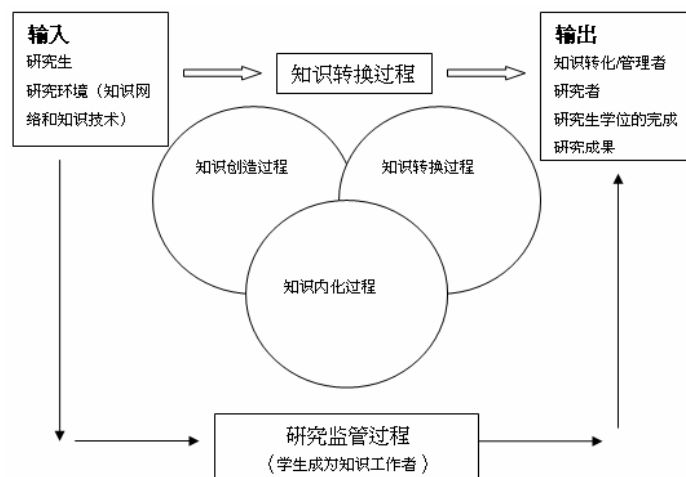 输入
研究生
研究环境（知识网
络和知识技术）
知识转换过程
输出
知识转化/管理者
研究者
研究生学位的完成
研究成果
知识创造过程
知识转换过程
知识内化过程
研究监管过程
（学生成为知识工作者）